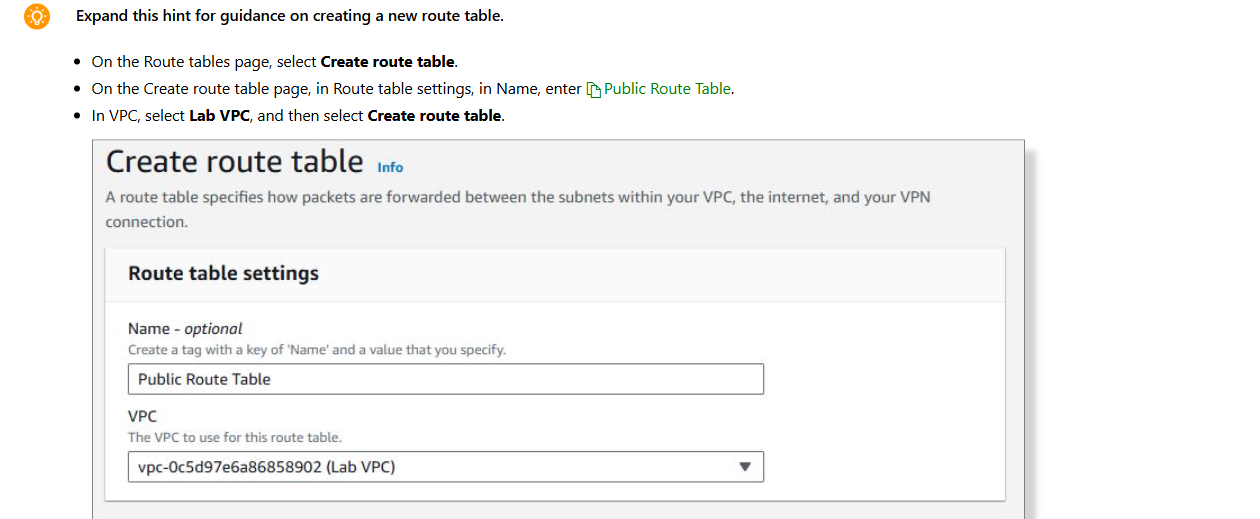 Expand this hint for guidance on creating a new route table.
On the Route tables page, select Create route table.
On the Create route table page, in Route table settings, in Name, enter Public Route Table.
In VPC, select Lab VPC, and then select Create route table.
Create route table Info
A route table specifies how packets are forwarded between the subnets within your VPC, the internet, and your VPN
connection.
Route table settings
Name - optional
Create a tag with a key of 'Name' and a value that you specify.
Public Route Table
VPC
The VPC to use for this route table.
vpc-0c5d97e6a86858902 (Lab VPC)